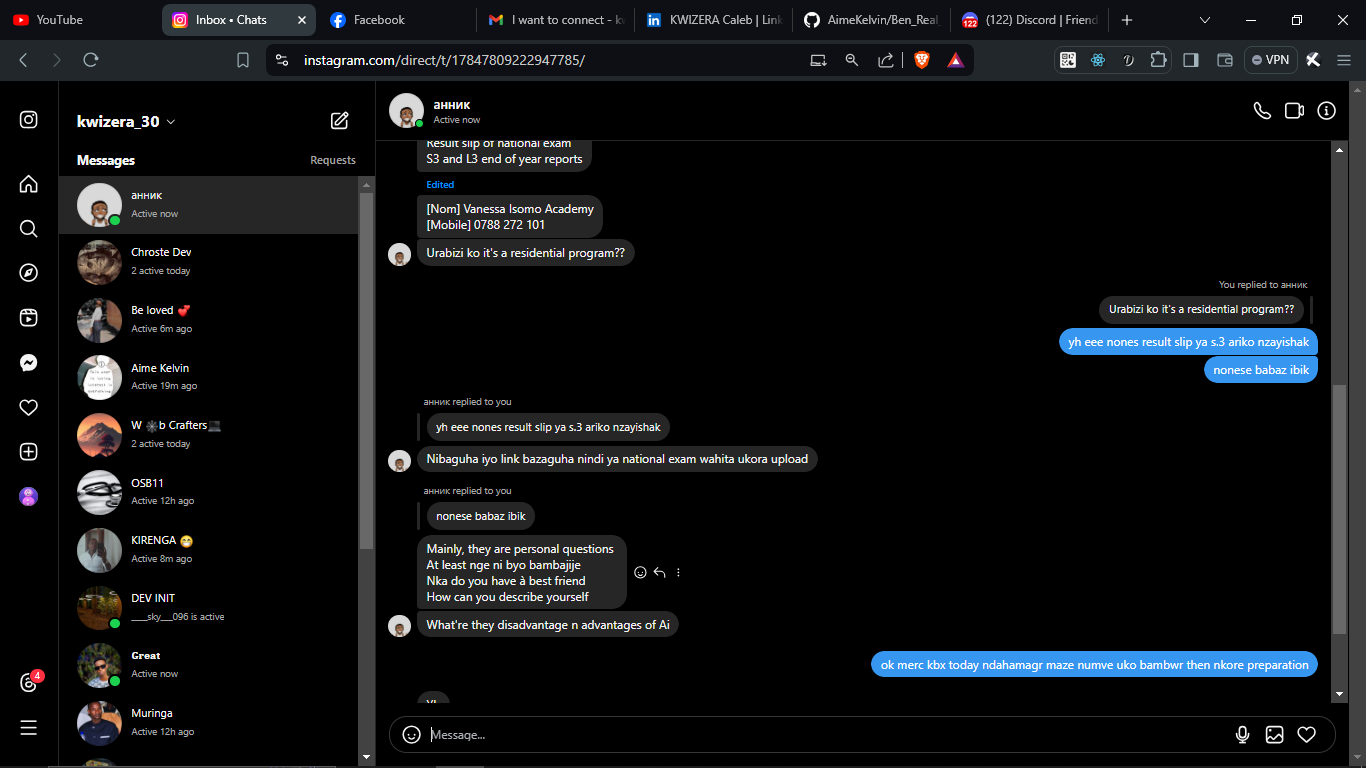 YouTube
Inbox • Chats
Facebook
I want to connect - kw
KWIZERA Caleb | Link
AimeKelvin/Ben_Real
(122) Discord | Friend
instagram.com/direct/t/17847809222947785/
VPN
kwizera_30
Messages
Requests
анник
Active now
Chroste Dev
2 active today
Be loved 💕
Active 6m ago
Aime Kelvin
Active 19m ago
W 🕸️b Crafters💻
2 active today
OSB11
Active 12h ago
KIRENGA 😁
Active 8m ago
DEV INIT
____sky___096 is active
Great
Active now
Muringa
Active 12h ago
4
анник
Active now
Result slip of national exam
S3 and L3 end of year reports
Edited
[Nom] Vanessa Isomo Academy
[Mobile] 0788 272 101
Urabizi ko it's a residential program??
You replied to анник
Urabizi ko it's a residential program??
yh eee nones result slip ya s.3 ariko nzayishak
nonese babaz ibik
анник replied to you
yh eee nones result slip ya s.3 ariko nzayishak
Nibaguha iyo link bazaguha nindi ya national exam wahita ukora upload
анник replied to you
nonese babaz ibik
Mainly, they are personal questions
At least nge ni byo bambajije
Nka do you have à best friend
How can you describe yourself
What're they disadvantage n advantages of Ai
ok merc kbx today ndahamagr maze numve uko bambwr then nkore preparation
Message...